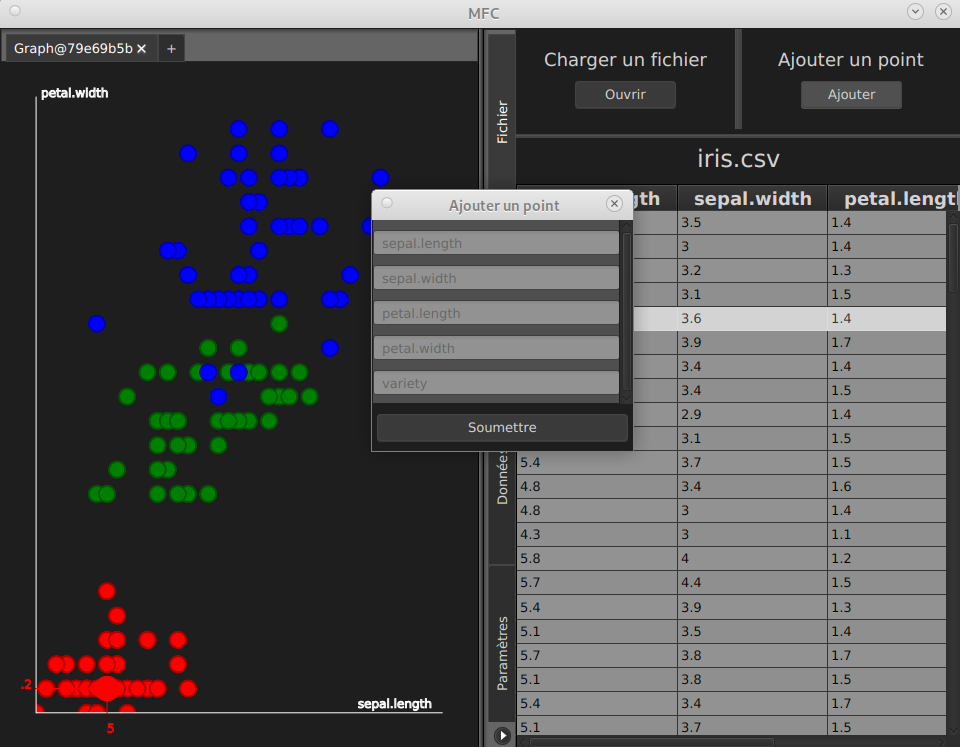 MFC
Graph@79e69b5b ×
+
petal.width
.2
5
sepal.length
Fichier
Données
Paramètres
Charger un fichier
Ouvrir
Ajouter un point
Ajouter
iris.csv
sepal.width petal.lengt
3.5 1.4
3 1.4
3.2 1.3
3.1 1.5
3.6 1.4
3.9 1.7
3.4 1.4
3.4 1.5
2.9 1.4
3.1 1.5
5.4 3.7 1.5
4.8 3.4 1.6
4.8 3 1.4
4.3 3 1.1
5.8 4 1.2
5.7 4.4 1.5
5.4 3.9 1.3
5.1 3.5 1.4
5.7 3.8 1.7
5.1 3.8 1.5
5.4 3.4 1.7
5.1 3.7 1.5
Ajouter un point
sepal.length
sepal.width
petal.length
petal.width
variety
Soumettre